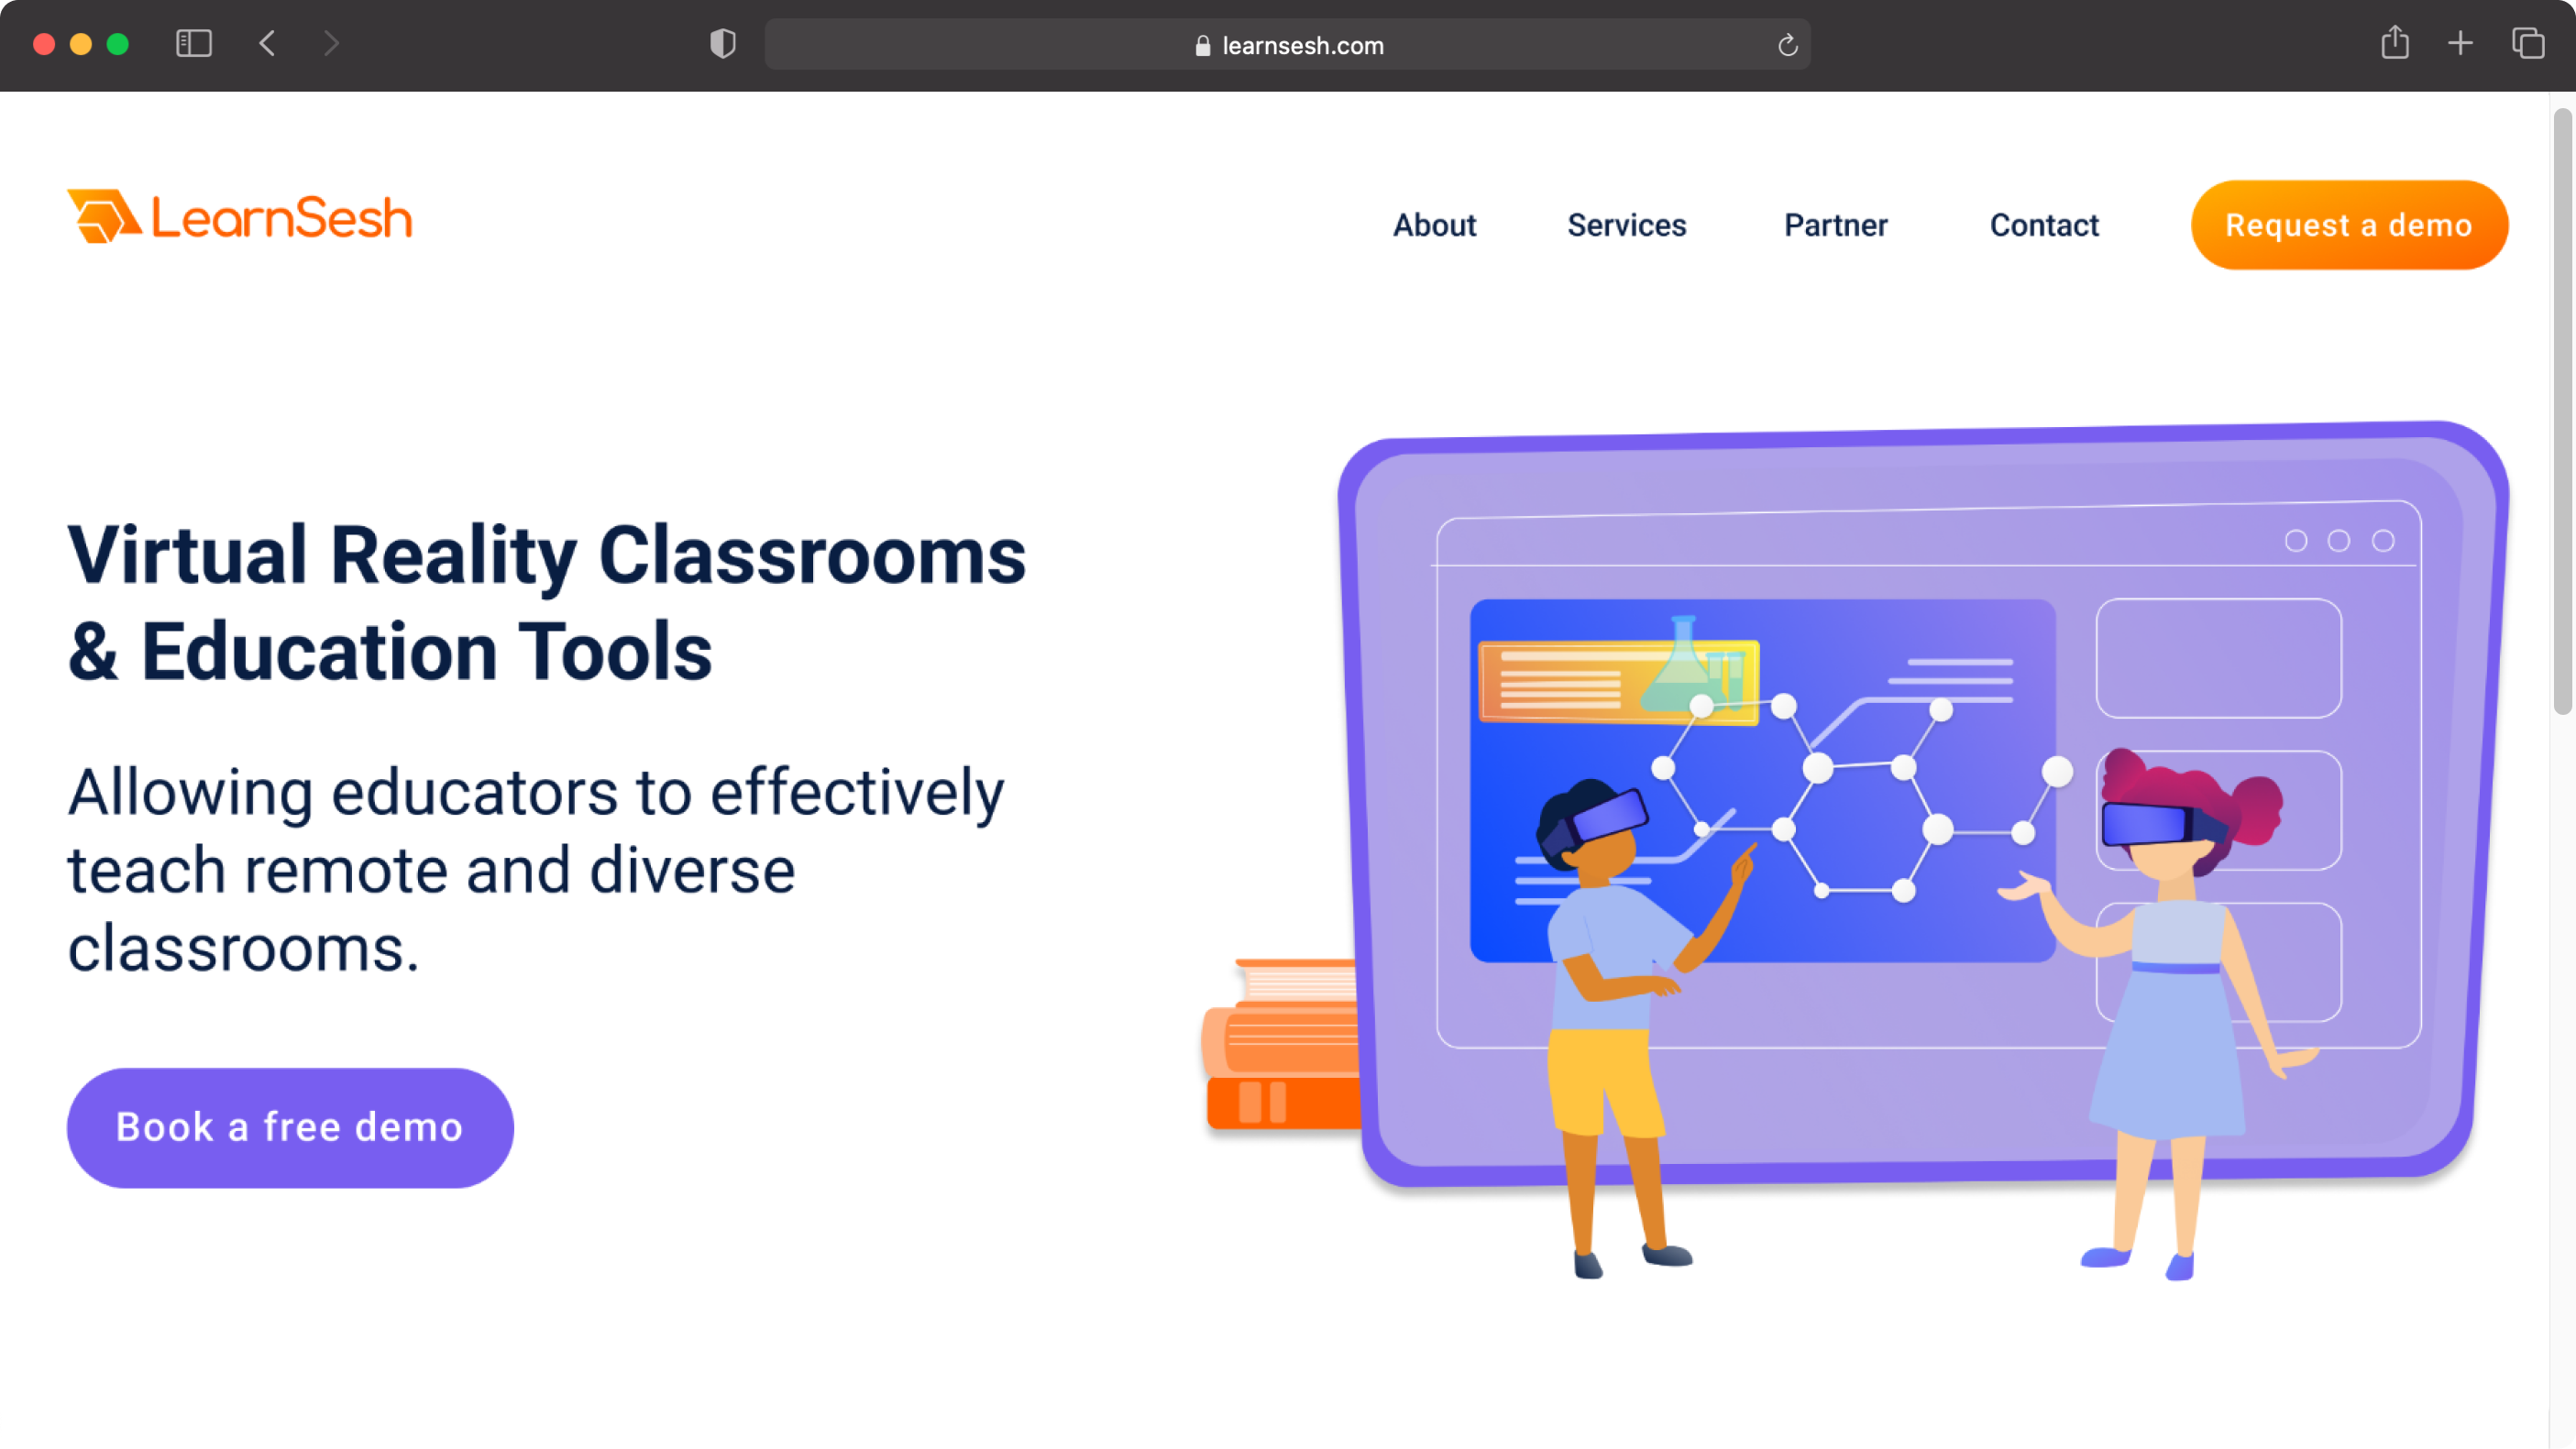 learnsesh.com
LearnSesh
About
Services
Partner
Contact
Request a demo
Virtual Reality Classrooms
& Education Tools
Allowing educators to effectively
teach remote and diverse
classrooms.
Book a free demo